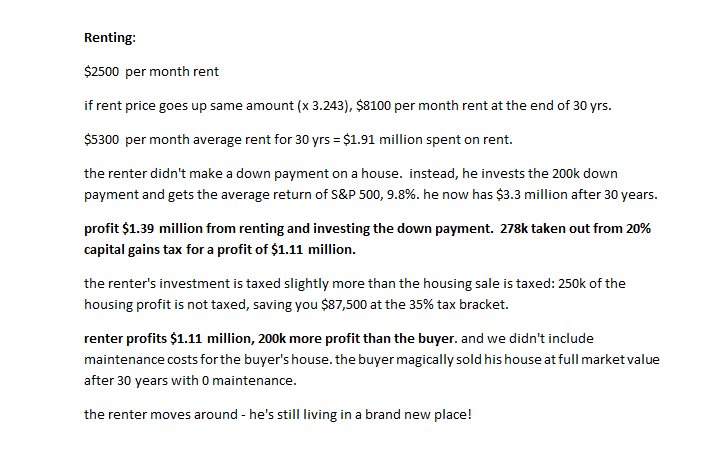 Renting:
$2500 per month rent
if rent price goes up same amount (x 3.243), $8100 per month rent at the end of 30 yrs.
$5300 per month average rent for 30 yrs = $1.91 million spent on rent.
the renter didn't make a down payment on a house. instead, he invests the 200k down
payment and gets the average return of S&P 500, 9.8%. he now has $3.3 million after 30 years.
profit $1.39 million from renting and investing the down payment. 278k taken out from 20%
capital gains tax for a profit of $1.11 million.
the renter's investment is taxed slightly more than the housing sale is taxed: 250k of the
housing profit is not taxed, saving you $87,500 at the 35% tax bracket.
renter profits $1.11 million, 200k more profit than the buyer. and we didn't include
maintenance costs for the buyer's house. the buyer magically sold his house at full market value
after 30 years with 0 maintenance.
the renter moves around - he's still living in a brand new place!